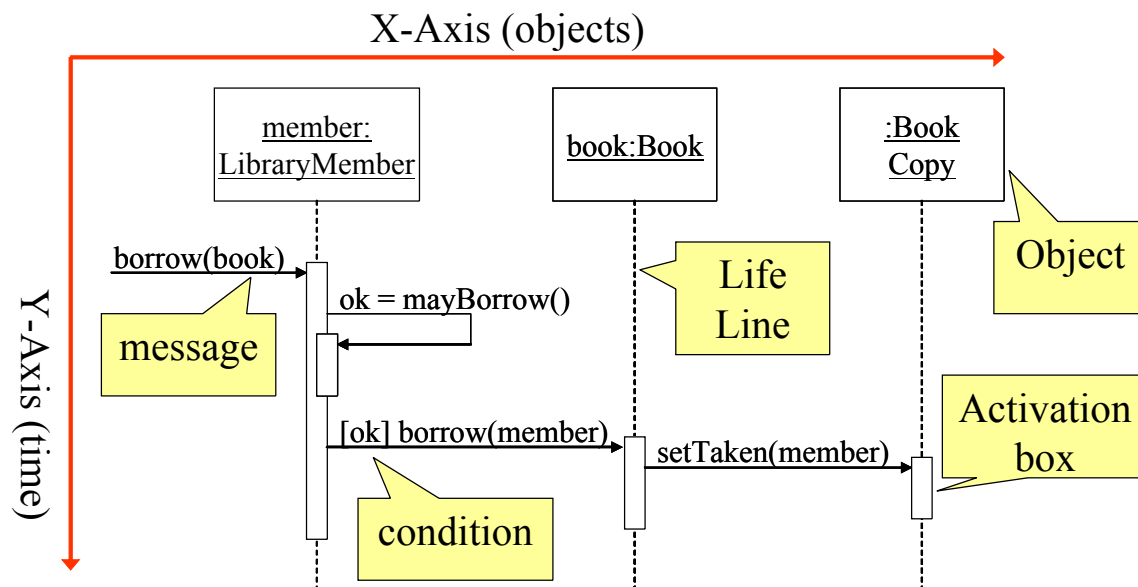 X-Axis (objects)
member:
LibraryMember
book:Book
:Book
Copy
Object
borrow(book)
Life
Line
ok = mayBorrow()
message
Y-Axis (time)
Activation
box
[ok] borrow(member)
setTaken(member)
condition